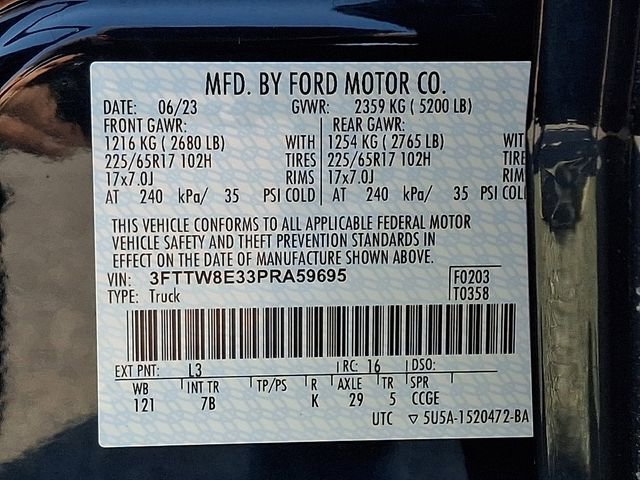 MFD. BY FORD MOTOR CO.
DATE: 06/23 GVWR: 2359 KG ( 5200 LB)
FRONT GAWR: REAR GAWR:
1216 KG ( 2680 LB) WITH 1254 KG ( 2765 LB) WIT
225/65R17 102H TIRES 225/65R17 102H TIRE
17x7.0J RIMS 17x7.0J RIM
AT 240 kPa/ 35 PSI COLD AT 240 kPa/ 35 PSI COL
THIS VEHICLE CONFORMS TO ALL APPLICABLE FEDERAL MOTOR
VEHICLE SAFETY AND THEFT PREVENTION STANDARDS IN
EFFECT ON THE DATE OF MANUFACTURE SHOWN ABOVE.
VIN: 3FTTW8E33PRA59695 F0203
TYPE: Truck T0358
EXT PNT: L3 RC: 16 DSO:
WB INT TR TP/PS R AXLE TR SPR
121 7B K 29 5 CCGE
UTC ▽ 5U5A-1520472-BA